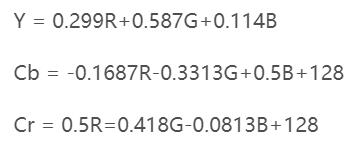 Y = 0.299R+0.587G+0.114B
Cb = -0.1687R-0.3313G+0.5B+128
Cr = 0.5R=0.418G-0.0813B+128